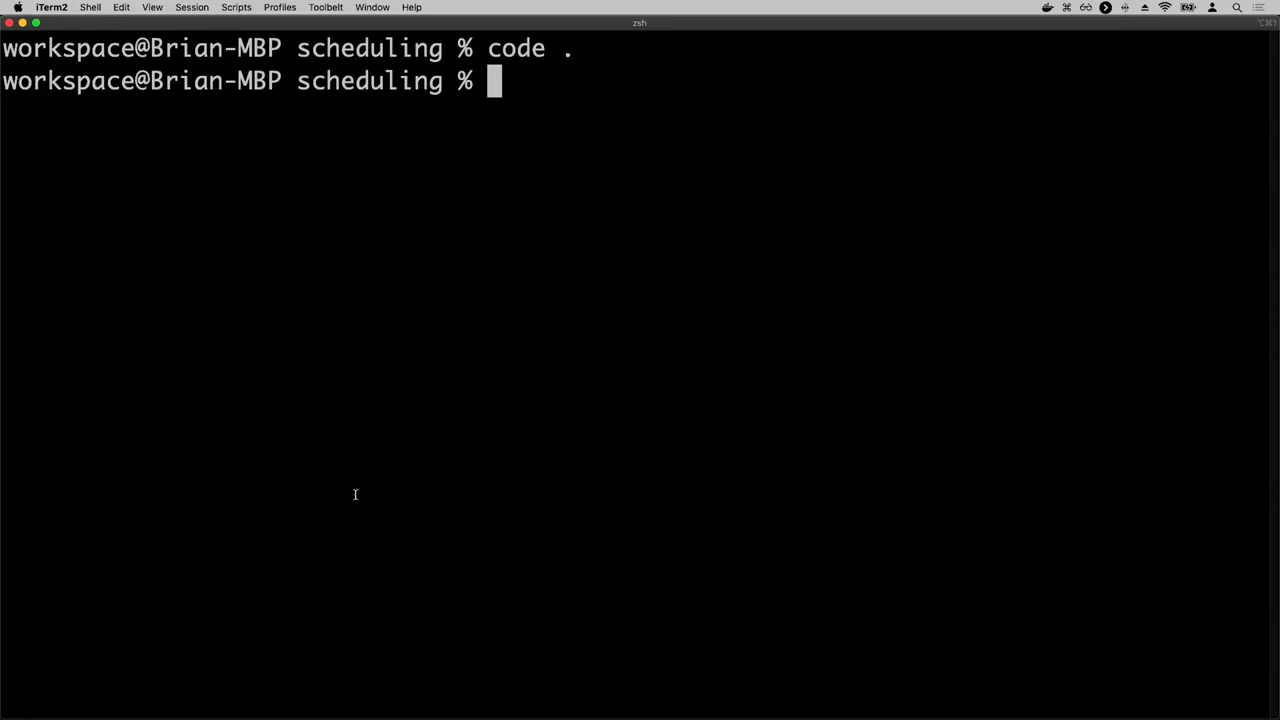 iTerm2 Shell Edit View Session Scripts Profiles Toolbelt Window Help
zsh
workspace@Brian-MBP scheduling % code .
workspace@Brian-MBP scheduling %